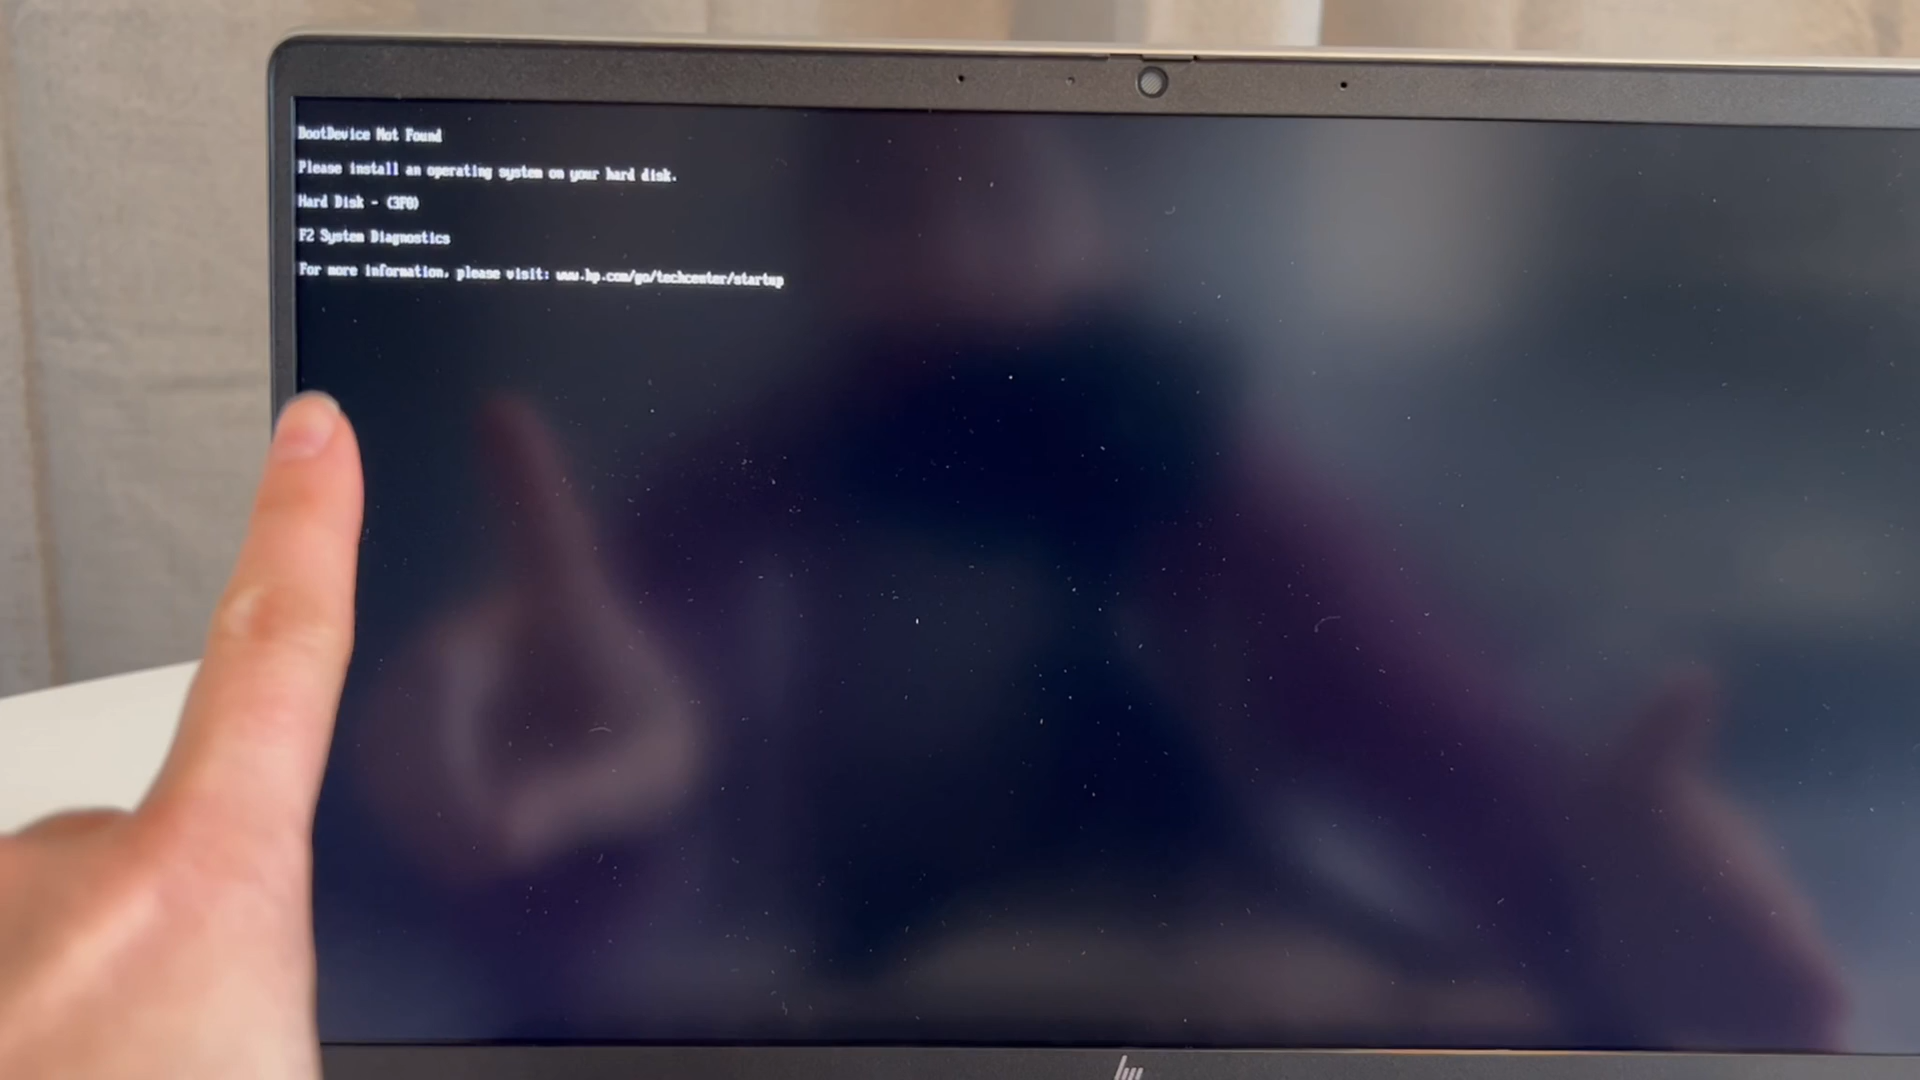 BootDevice Not Found
Please install an operating system on your hard disk.
Hard Disk - (3F0)
F2 System Diagnostics
For more information, please visit: www.hp.com/go/techcenter/startup
hp